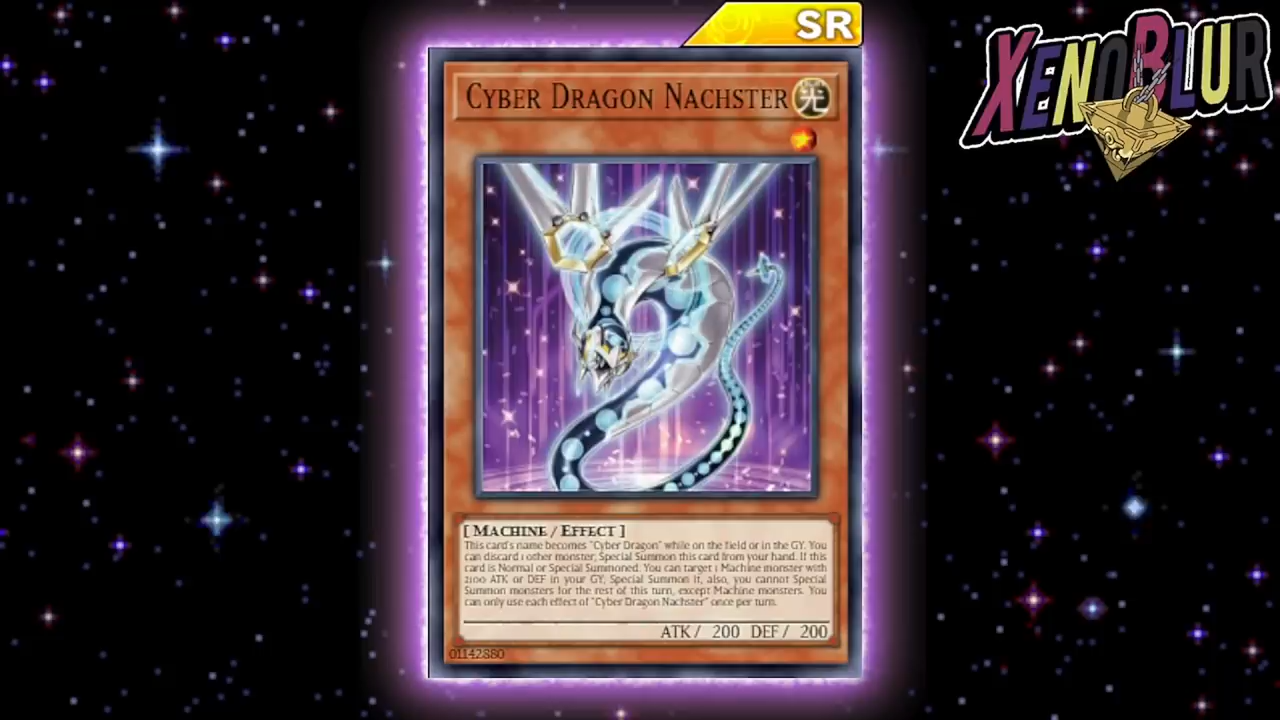 SR
XENOBLUR
CYBER DRAGON NACHSTER
光
[ MACHINE / EFFECT ]
This card's name becomes "Cyber Dragon" while on the field or in the GY. You
can discard 1 other monster; Special Summon this card from your hand. If this
card is Normal or Special Summoned: You can target 1 Machine monster with
2100 ATK or DEF in your GY; Special Summon it, also, you cannot Special
Summon monsters for the rest of this turn, except Machine monsters. You
can only use each effect of "Cyber Dragon Nachster" once per turn.
ATK / 200 DEF / 200
01142880